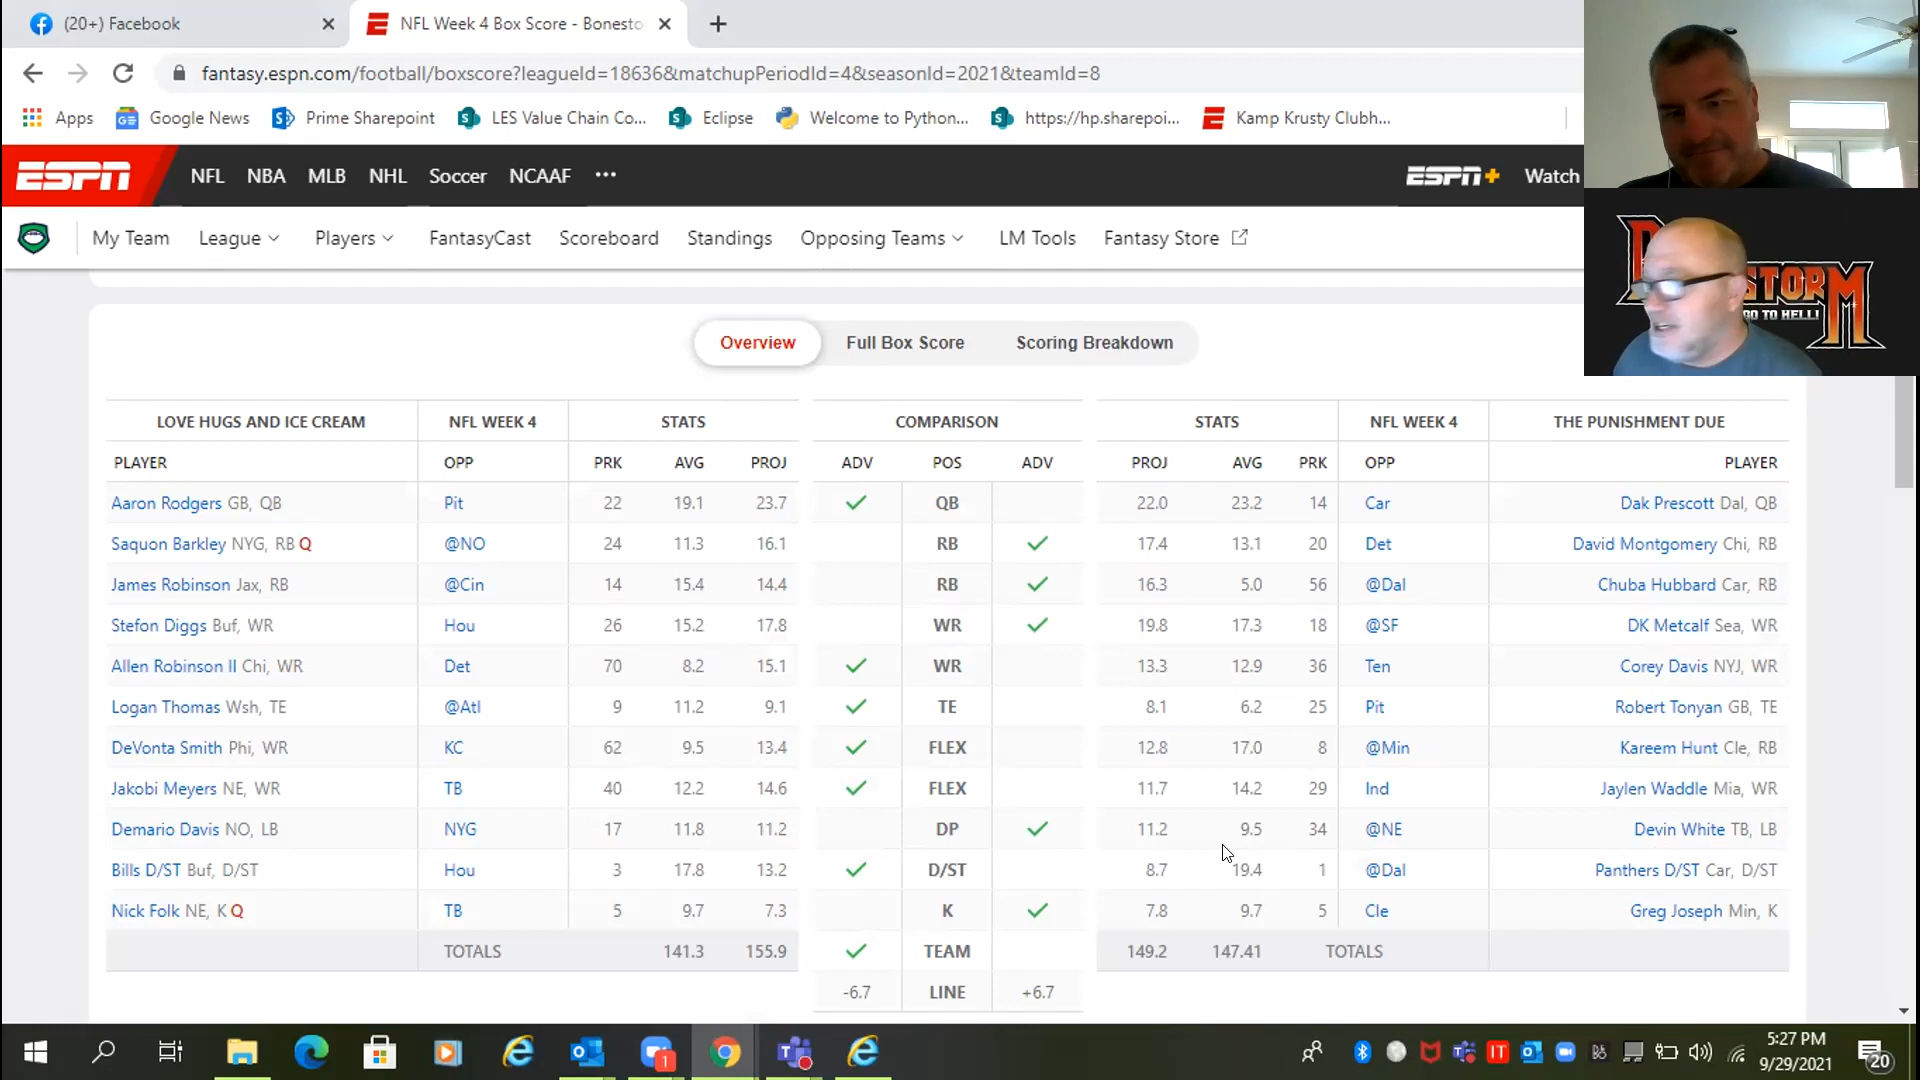 (20+) Facebook
NFL Week 4 Box Score - Bonesto
fantasy.espn.com/football/boxscore?leagueId=18636&matchupPeriodId=4&seasonId=2021&teamId=8
Apps Google News Prime Sharepoint LES Value Chain Co... Eclipse Welcome to Python... https://hp.sharepoi... Kamp Krusty Clubh...
ESPN NFL NBA MLB NHL Soccer NCAAF ••• ESPN+ Watch
My Team League Players FantasyCast Scoreboard Standings Opposing Teams LM Tools Fantasy Store
STORM
GO TO HELL!
Overview Full Box Score Scoring Breakdown
LOVE HUGS AND ICE CREAM NFL WEEK 4 STATS COMPARISON STATS NFL WEEK 4 THE PUNISHMENT DUE
PLAYER OPP PRK AVG PROJ ADV POS ADV PROJ AVG PRK OPP PLAYER
Aaron Rodgers GB, QB Pit 22 19.1 23.7 QB 22.0 23.2 14 Car Dak Prescott Dal, QB
Saquon Barkley NYG, RB Q @NO 24 11.3 16.1 RB 17.4 13.1 20 Det David Montgomery Chi, RB
James Robinson Jax, RB @Cin 14 15.4 14.4 RB 16.3 5.0 56 @Dal Chuba Hubbard Car, RB
Stefon Diggs Buf, WR Hou 26 15.2 17.8 WR 19.8 17.3 18 @SF DK Metcalf Sea, WR
Allen Robinson II Chi, WR Det 70 8.2 15.1 WR 13.3 12.9 36 Ten Corey Davis NYJ, WR
Logan Thomas Wsh, TE @Atl 9 11.2 9.1 TE 8.1 6.2 25 Pit Robert Tonyan GB, TE
DeVonta Smith Phi, WR KC 62 9.5 13.4 FLEX 12.8 17.0 8 @Min Kareem Hunt Cle, RB
Jakobi Meyers NE, WR TB 40 12.2 14.6 FLEX 11.7 14.2 29 Ind Jaylen Waddle Mia, WR
Demario Davis NO, LB NYG 17 11.8 11.2 DP 11.2 9.5 34 @NE Devin White TB, LB
Bills D/ST Buf, D/ST Hou 3 17.8 13.2 D/ST 8.7 19.4 1 @Dal Panthers D/ST Car, D/ST
Nick Folk NE, K Q TB 5 9.7 7.3 K 7.8 9.7 5 Cle Greg Joseph Min, K
TOTALS 141.3 155.9 TEAM 149.2 147.41 TOTALS
-6.7 LINE +6.7
5:27 PM
9/29/2021
1
IT
20